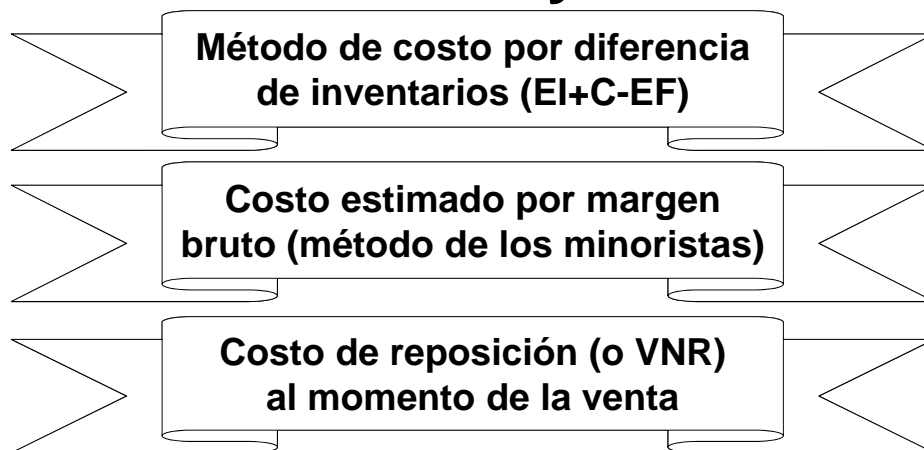 Método de costo por diferencia
de inventarios (EI+C-EF)
Costo estimado por margen
bruto (método de los minoristas)
Costo de reposición (o VNR)
al momento de la venta